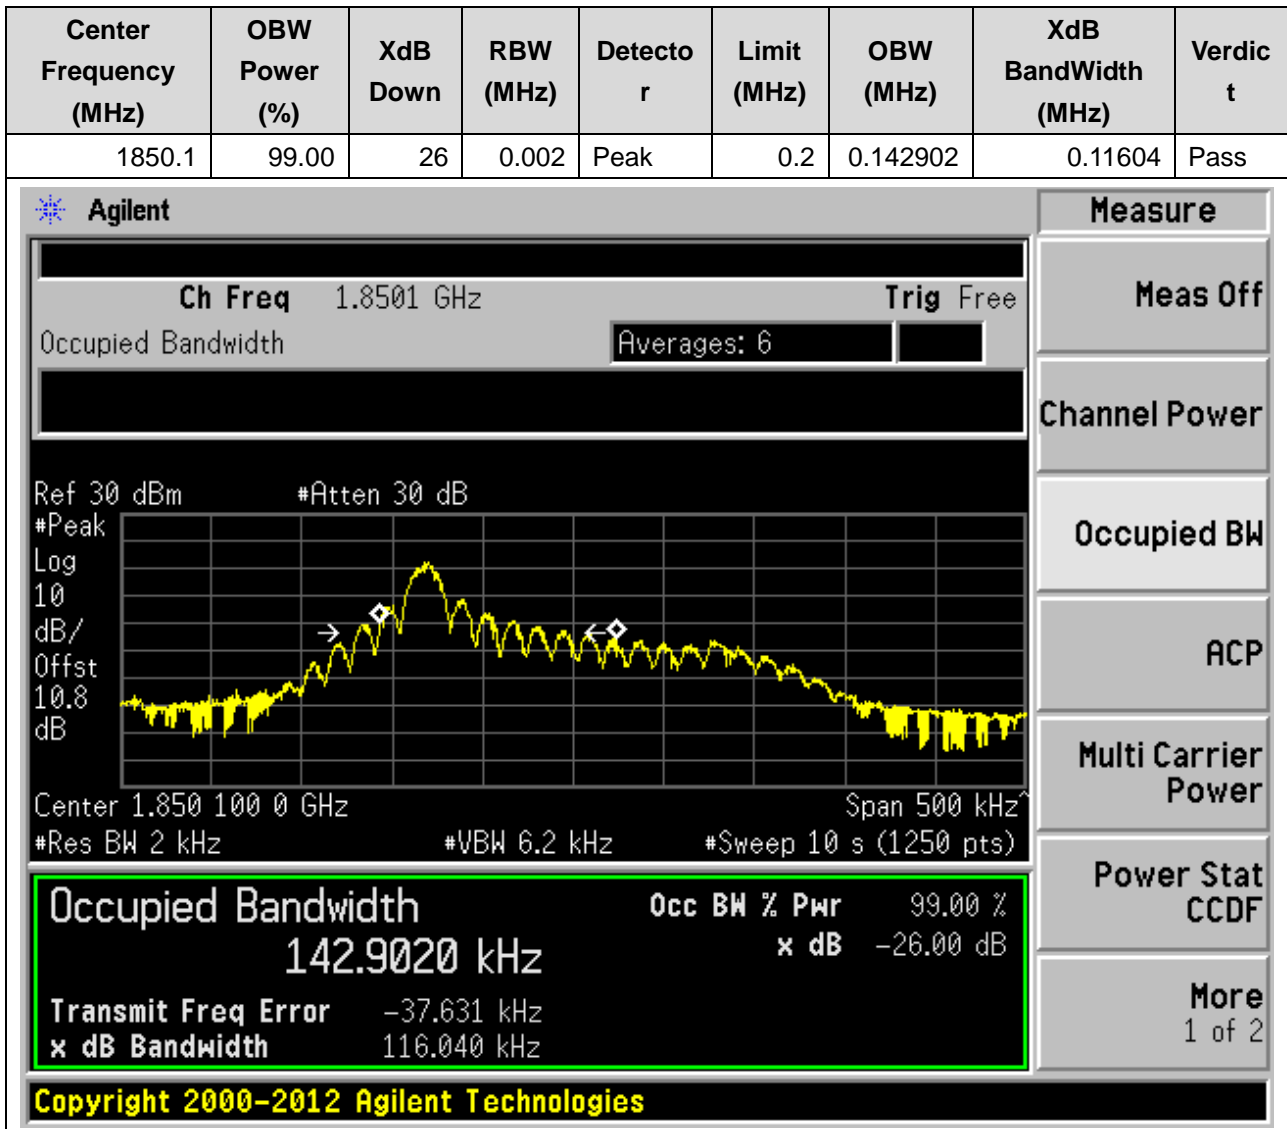 Center Frequency (MHz) OBW Power (%) XdB Down RBW (MHz) Detector Limit (MHz) OBW (MHz) XdB BandWidth (MHz) Verdict
1850.1 99.00 26 0.002 Peak 0.2 0.142902 0.11604 Pass
Agilent
Measure
Ch Freq 1.8501 GHz Trig Free
Meas Off
Occupied Bandwidth Averages: 6
Channel Power
Ref 30 dBm #Atten 30 dB
#Peak
Log
10
dB/
Offst
10.8
dB
Occupied BW
ACP
Center 1.850 100 0 GHz Span 500 kHz^
#Res BW 2 kHz #VBW 6.2 kHz #Sweep 10 s (1250 pts)
Multi Carrier
Power
Occupied Bandwidth Occ BW % Pwr 99.00 %
142.9020 kHz x dB -26.00 dB
Transmit Freq Error -37.631 kHz
x dB Bandwidth 116.040 kHz
Power Stat
CCDF
More
1 of 2
Copyright 2000-2012 Agilent Technologies